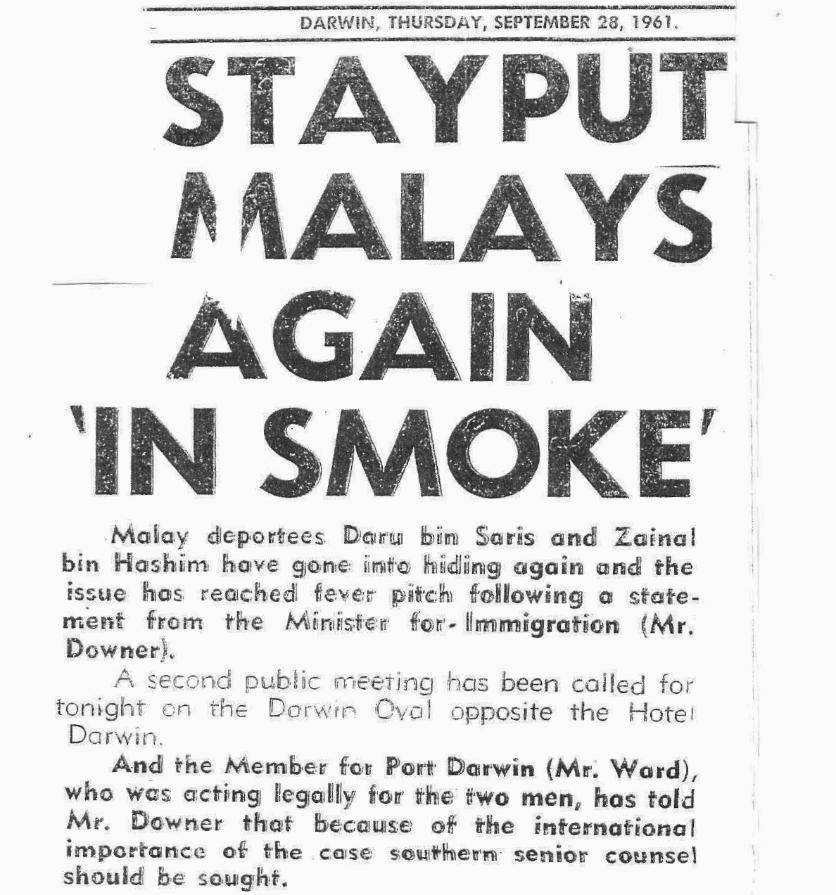 DARWIN, THURSDAY, SEPTEMBER 28, 1961.
STAYPUT
MALAYS
AGAIN
'IN SMOKE'
Malay deportees Daru bin Saris and Zainal
bin Hashim have gone into hiding again and the
issue has reached fever pitch following a state-
ment from the Minister for- Immigration (Mr.
Downer).
A second public meeting has been called for
tonight on the Darwin Oval opposite the Hotel
Darwin.
And the Member for Port Darwin (Mr. Ward),
who was acting legally for the two men, has told
Mr. Downer that because of the international
importance of the case southern senior counsel
should be sought.